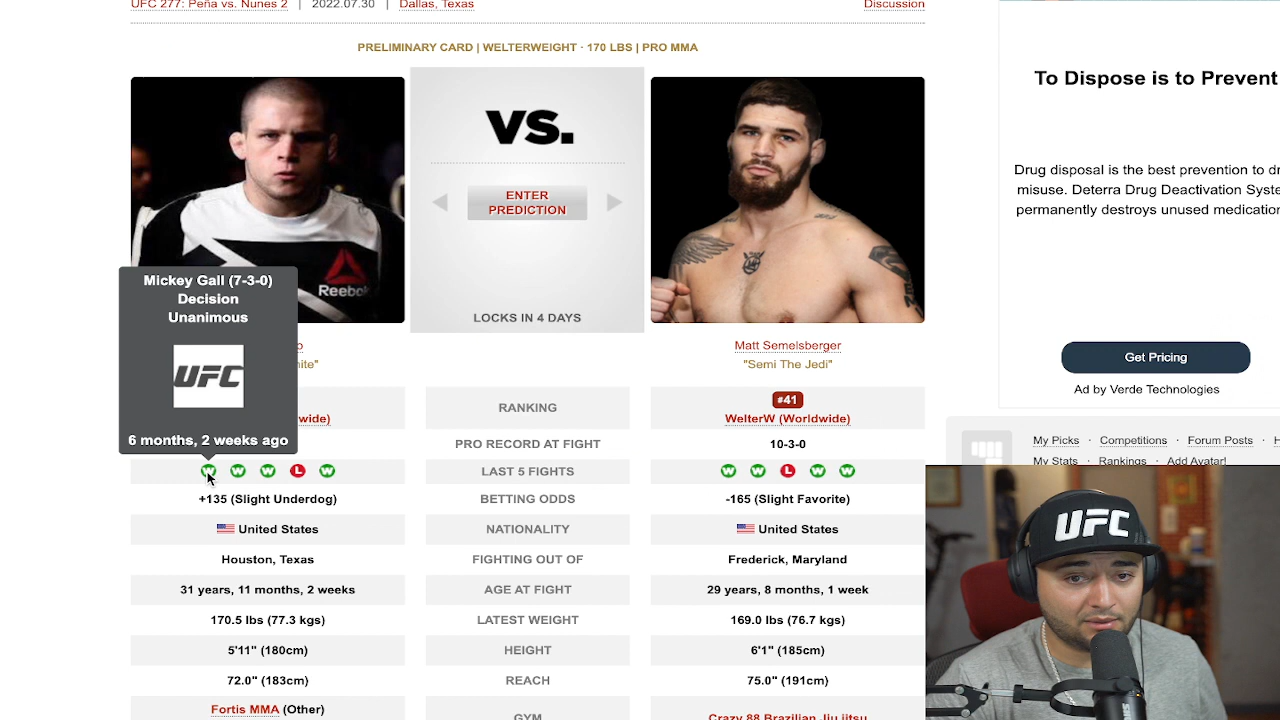 UFC 277: Peña vs. Nunes 2 | 2022.07.30 | Dallas, Texas
Discussion
PRELIMINARY CARD | WELTERWEIGHT · 170 LBS | PRO MMA
VS.
ENTER
PREDICTION
LOCKS IN 4 DAYS
Reebok
Mickey Gall (7-3-0)
Decision
Unanimous
UFC
6 months, 2 weeks ago
Matt Semelsberger
"Semi The Jedi"
RANKING
#41
wide)
WelterW (Worldwide)
PRO RECORD AT FIGHT
10-3-0
W W W L W
LAST 5 FIGHTS
W W L W W
+135 (Slight Underdog)
BETTING ODDS
-165 (Slight Favorite)
United States
NATIONALITY
United States
Houston, Texas
FIGHTING OUT OF
Frederick, Maryland
31 years, 11 months, 2 weeks
AGE AT FIGHT
29 years, 8 months, 1 week
170.5 lbs (77.3 kgs)
LATEST WEIGHT
169.0 lbs (76.7 kgs)
5'11" (180cm)
HEIGHT
6'1" (185cm)
72.0" (183cm)
REACH
75.0" (191cm)
Fortis MMA (Other)
GYM
Crazy 88 Brazilian Jiu jitsu
To Dispose is to Prevent
Drug disposal is the best prevention to dr
misuse. Deterra Drug Deactivation Syste
permanently destroys unused medication
Get Pricing
Ad by Verde Technologies
My Picks · Competitions · Forum Posts · H
My Stats · Rankings · Add Avatar!
UFC